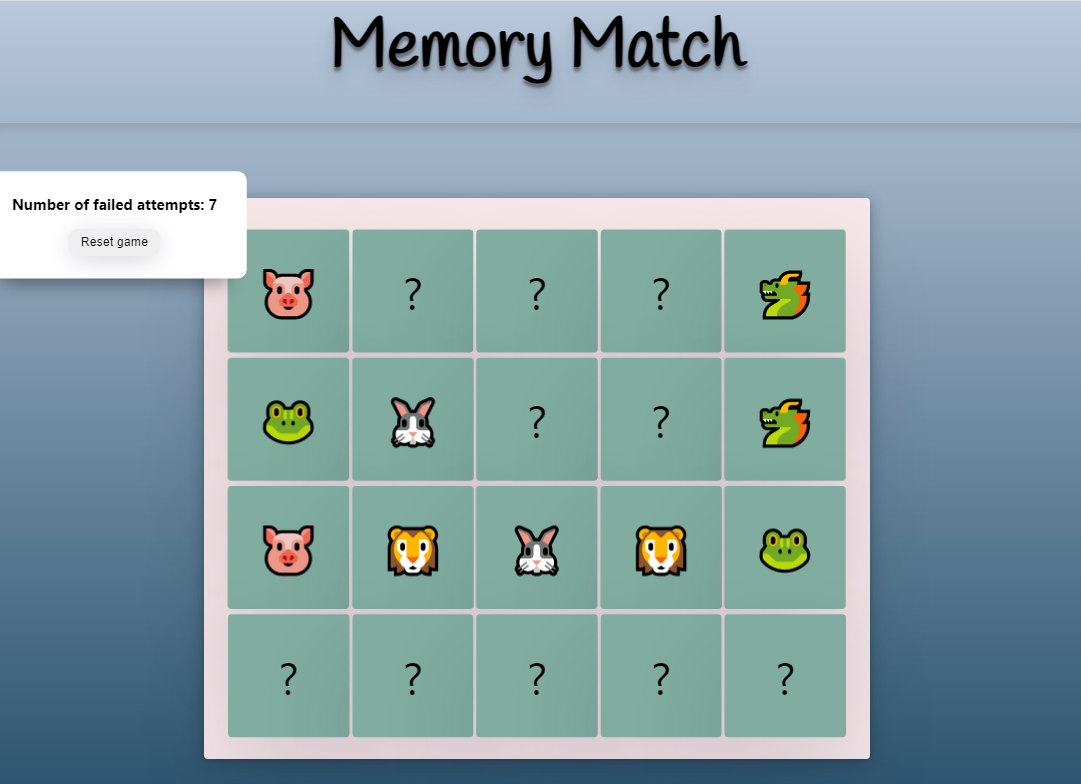 Memory Match
Number of failed attempts: 7
Reset game
? ? ?
? ?
? ? ? ? ?